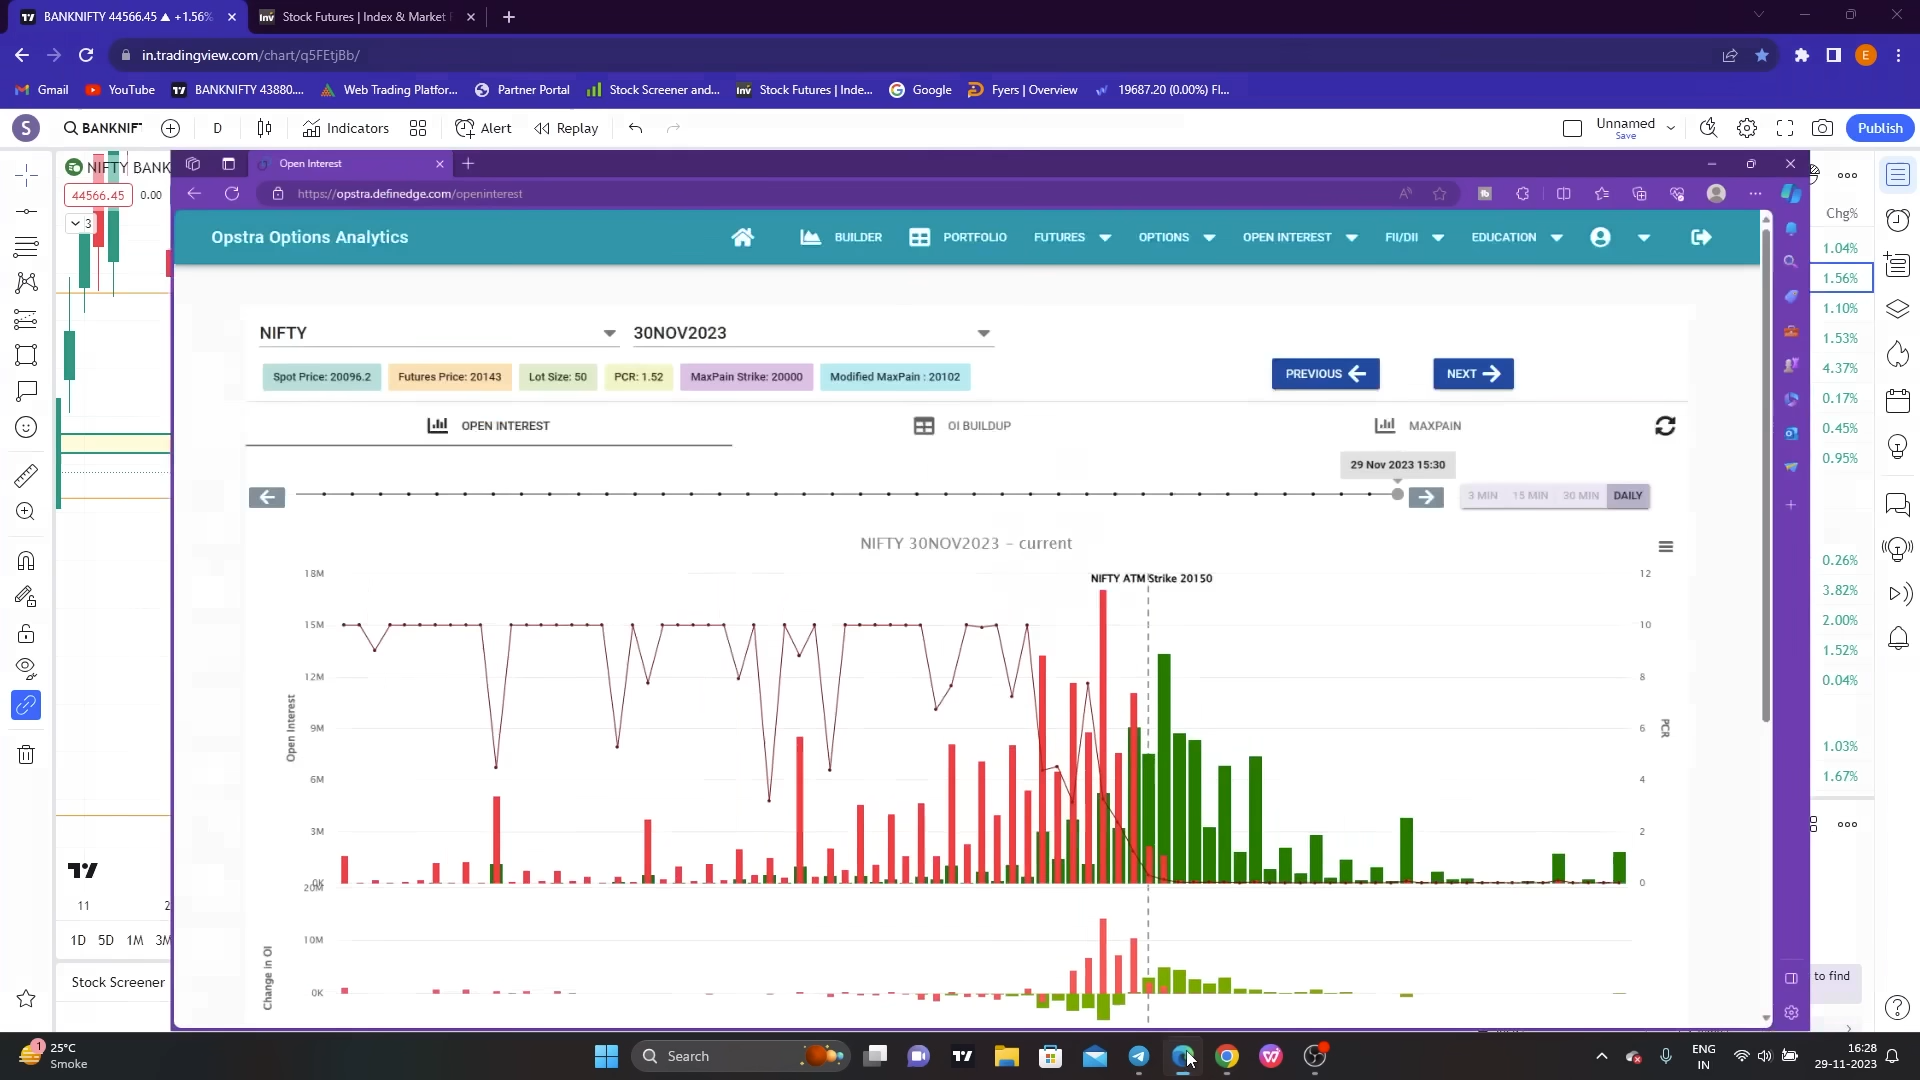 BANKNIFTY 44566.45 ▲ +1.56%
Stock Futures | Index & Market F
in.tradingview.com/chart/q5FEtjBb/
E
Gmail
YouTube
BANKNIFTY 43880....
Web Trading Platfor...
Partner Portal
Stock Screener and...
Stock Futures | Inde...
Google
Fyers | Overview
19687.20 (0.00%) Fl...
S
BANKNIF
D
Indicators
Alert
Replay
Unnamed
Save
Publish
NIFTY BANK
44566.45
0.00
3
Open Interest
https://opstra.definedge.com/openinterest
Opstra Options Analytics
BUILDER
PORTFOLIO
FUTURES
OPTIONS
OPEN INTEREST
FII/DII
EDUCATION
NIFTY
30NOV2023
Spot Price: 20096.2
Futures Price: 20143
Lot Size: 50
PCR: 1.52
MaxPain Strike: 20000
Modified MaxPain : 20102
PREVIOUS
NEXT
OPEN INTEREST
OI BUILDUP
MAXPAIN
29 Nov 2023 15:30
3 MIN
15 MIN
30 MIN
DAILY
NIFTY 30NOV2023 – current
NIFTY ATM Strike 20150
18M
15M
12M
9M
6M
3M
0K
Open Interest
12
10
8
6
4
2
0
PCR
20M
10M
0K
Change in OI
Chg%
1.04%
1.56%
1.10%
1.53%
4.37%
0.17%
0.45%
0.95%
0.26%
3.82%
2.00%
1.52%
0.04%
1.03%
1.67%
to find
11
2
1D
5D
1M
3M
Stock Screener
1
25°C
Smoke
Search
ENG
IN
16:28
29-11-2023